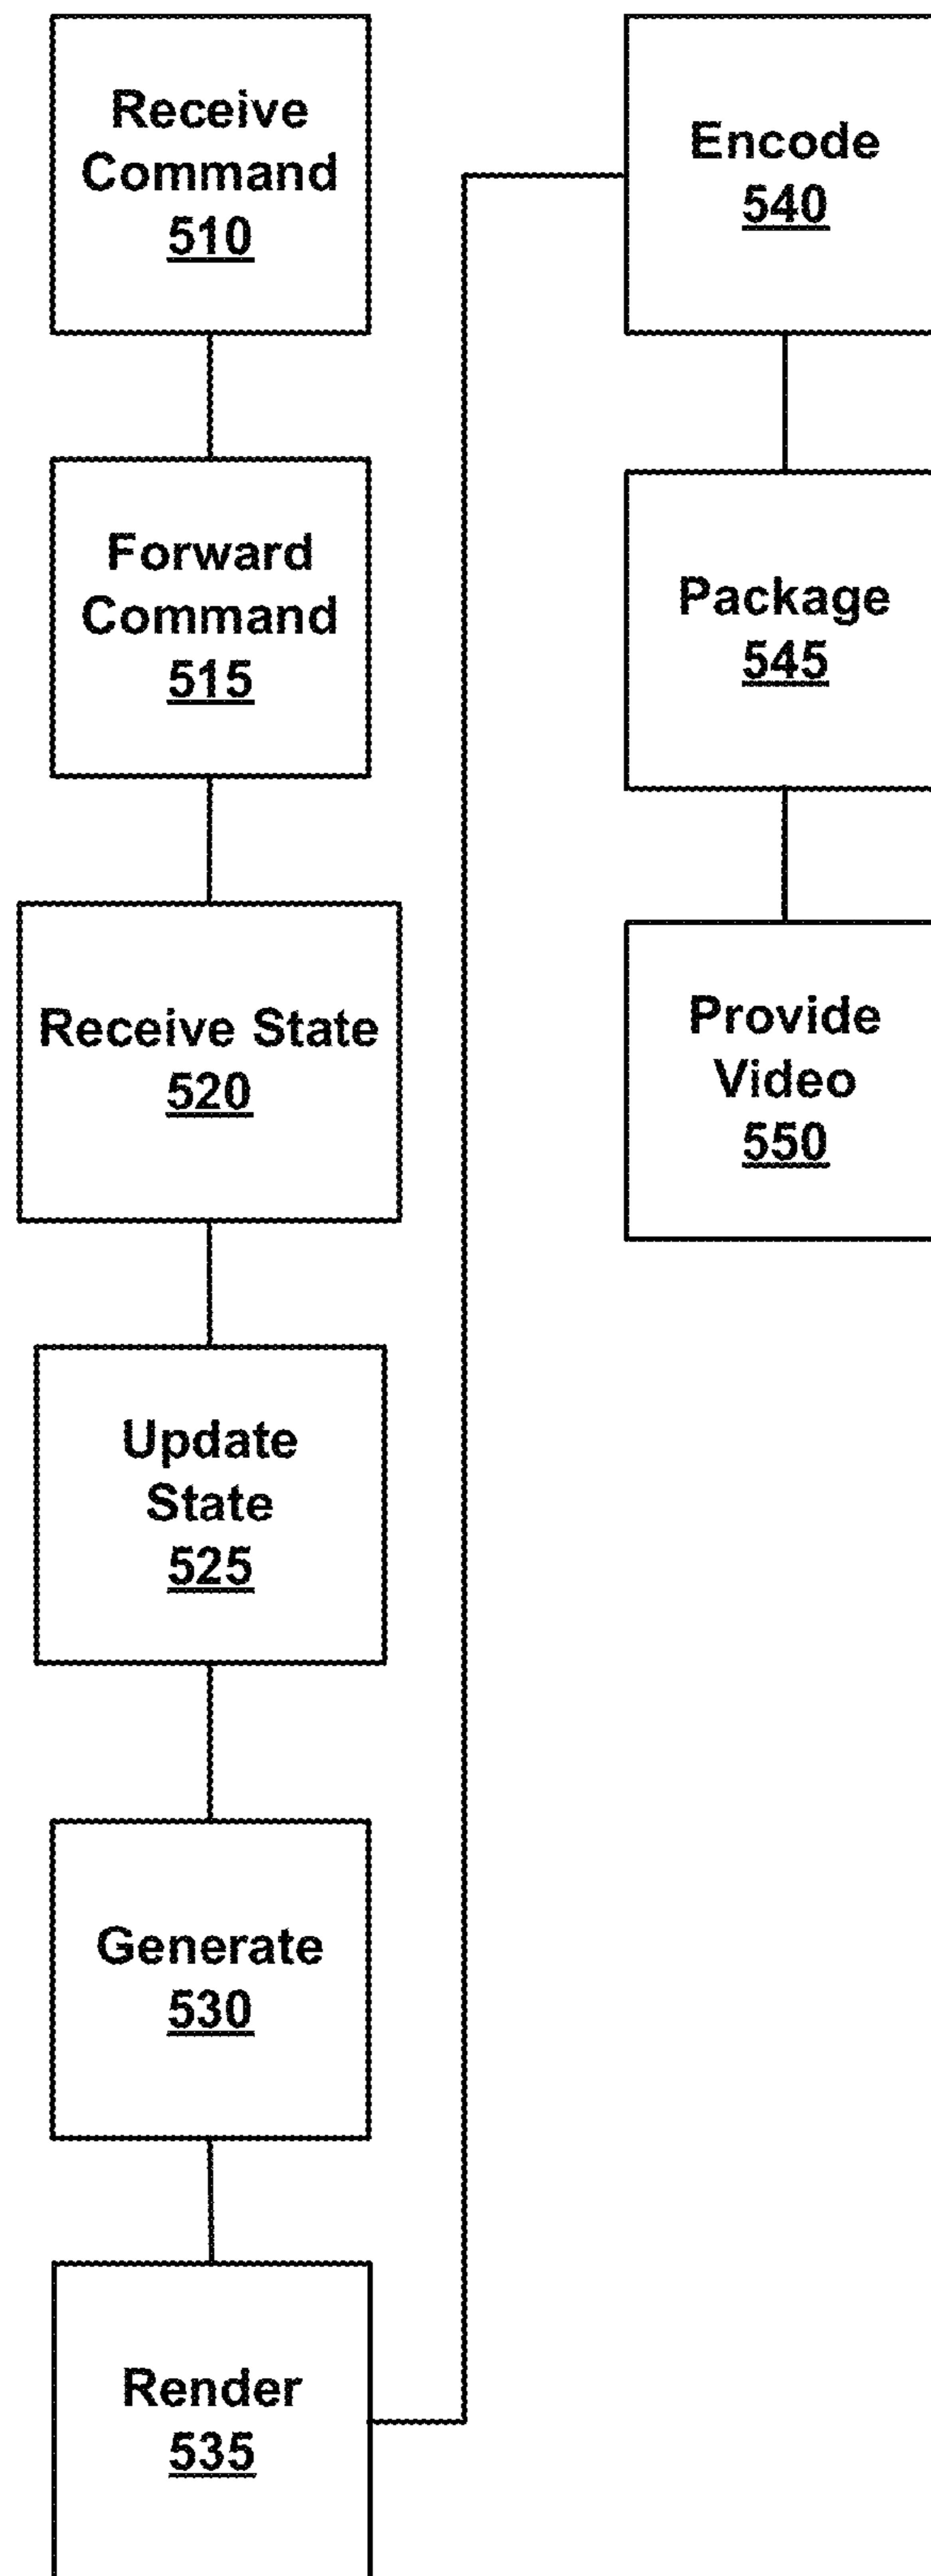 Receive
Command
510
Forward
Command
515
Receive State
520
Update
State
525
Generate
530
Render
535
Encode
540
Package
545
Provide
Video
550